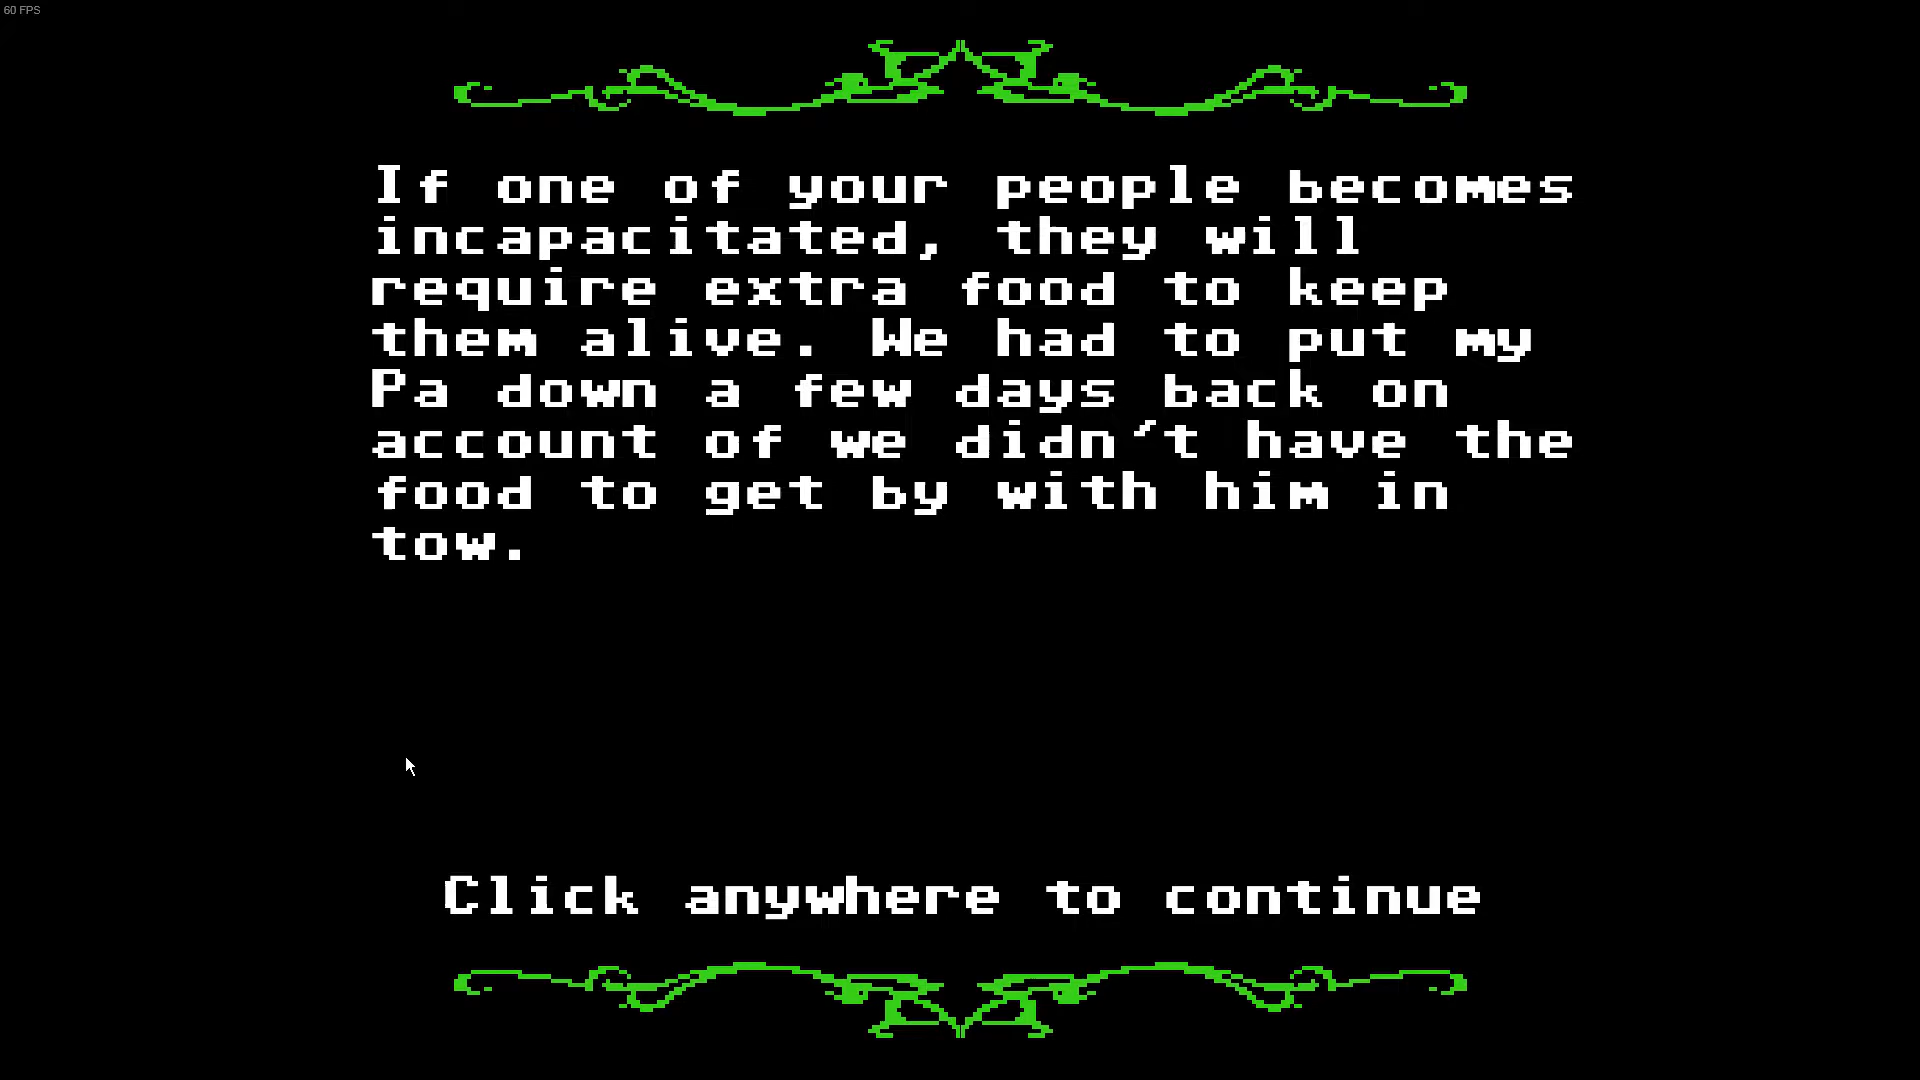 60 FPS
If one of your people becomes
incapacitated, they will
require extra food to keep
them alive. We had to put my
Pa down a few days back on
account of we didn't have the
food to get by with him in
tow.
Click anywhere to continue